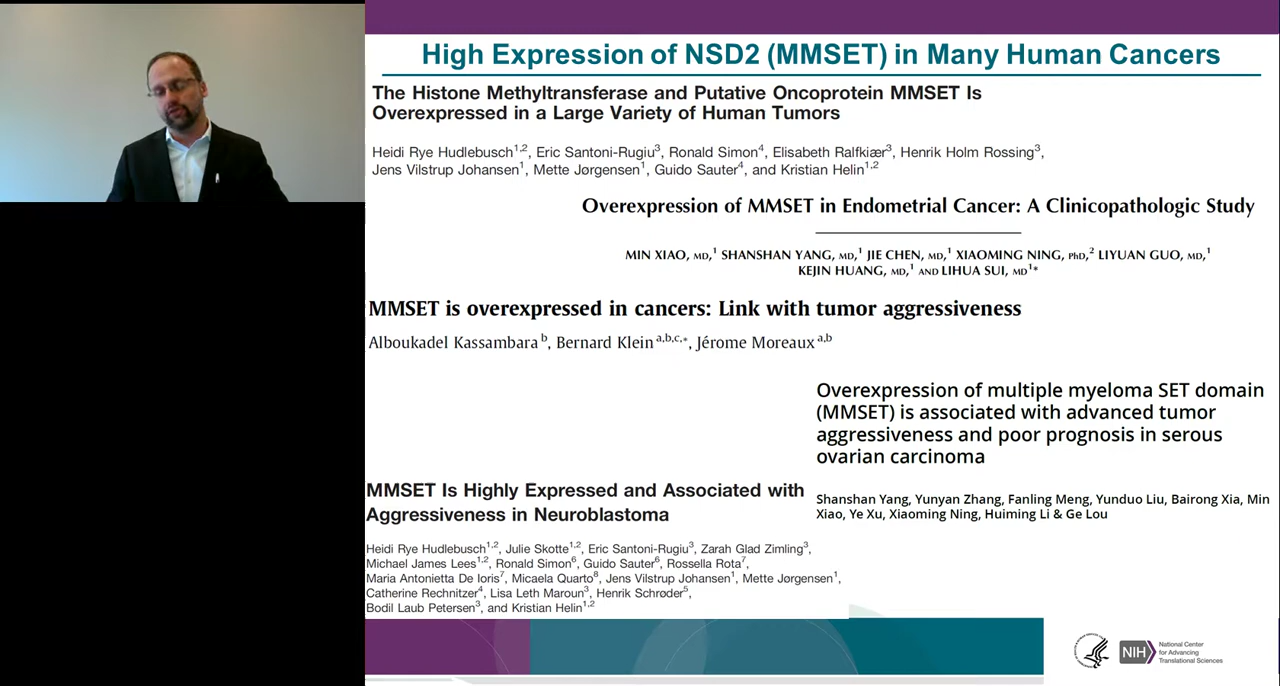 High Expression of NSD2 (MMSET) in Many Human Cancers
The Histone Methyltransferase and Putative Oncoprotein MMSET Is
Overexpressed in a Large Variety of Human Tumors
Heidi Rye Hudlebusch1,2, Eric Santoni-Rugiu3, Ronald Simon4, Elisabeth Ralfkiær3, Henrik Holm Rossing3,
Jens Vilstrup Johansen1, Mette Jørgensen1, Guido Sauter4, and Kristian Helin1,2
Overexpression of MMSET in Endometrial Cancer: A Clinicopathologic Study
MIN XIAO, MD,1 SHANSHAN YANG, MD,1 JIE CHEN, MD,1 XIAOMING NING, PhD,2 LIYUAN GUO, MD,1
KEJIN HUANG, MD,1 AND LIHUA SUI, MD1*
MMSET is overexpressed in cancers: Link with tumor aggressiveness
Alboukadel Kassambara b, Bernard Klein a,b,c,*, Jérome Moreaux a,b
Overexpression of multiple myeloma SET domain
(MMSET) is associated with advanced tumor
aggressiveness and poor prognosis in serous
ovarian carcinoma
Shanshan Yang, Yunyan Zhang, Fanling Meng, Yunduo Liu, Bairong Xia, Min
Xiao, Ye Xu, Xiaoming Ning, Huiming Li & Ge Lou
MMSET Is Highly Expressed and Associated with
Aggressiveness in Neuroblastoma
Heidi Rye Hudlebusch1,2, Julie Skotte1,2, Eric Santoni-Rugiu3, Zarah Glad Zimling3,
Michael James Lees1,2, Ronald Simon6, Guido Sauter6, Rossella Rota7,
Maria Antonietta De Ioris7, Micaela Quarto8, Jens Vilstrup Johansen1, Mette Jørgensen1,
Catherine Rechnitzer4, Lisa Leth Maroun3, Henrik Schrøder5,
Bodil Laub Petersen3, and Kristian Helin1,2
NIH
National Center
for Advancing
Translational Sciences